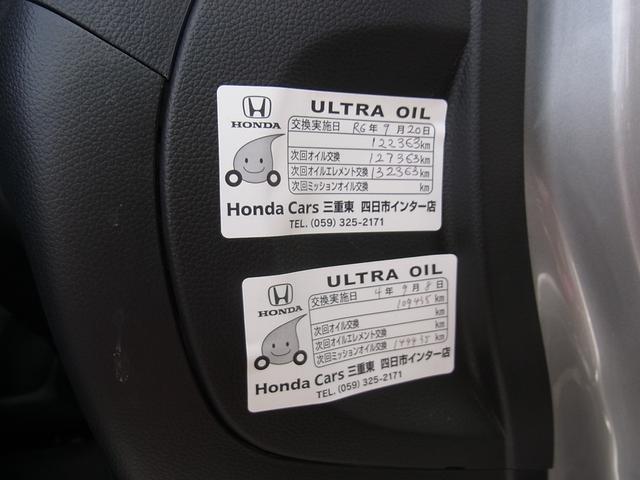 ULTRA OIL
HONDA
交換実施日 R6年 9月20日
122363km
次回オイル交換 127363km
次回オイルエレメント交換 132363km
次回ミッションオイル交換 km
Honda Cars 三重東 四日市インター店
TEL. (059) 325-2171
ULTRA OIL
HONDA
交換実施日 4年 9月 8日
109435 km
次回オイル交換 km
次回オイルエレメント交換 km
次回ミッションオイル交換 149435 km
Honda Cars 三重東 四日市インター店
TEL. (059) 325-2171